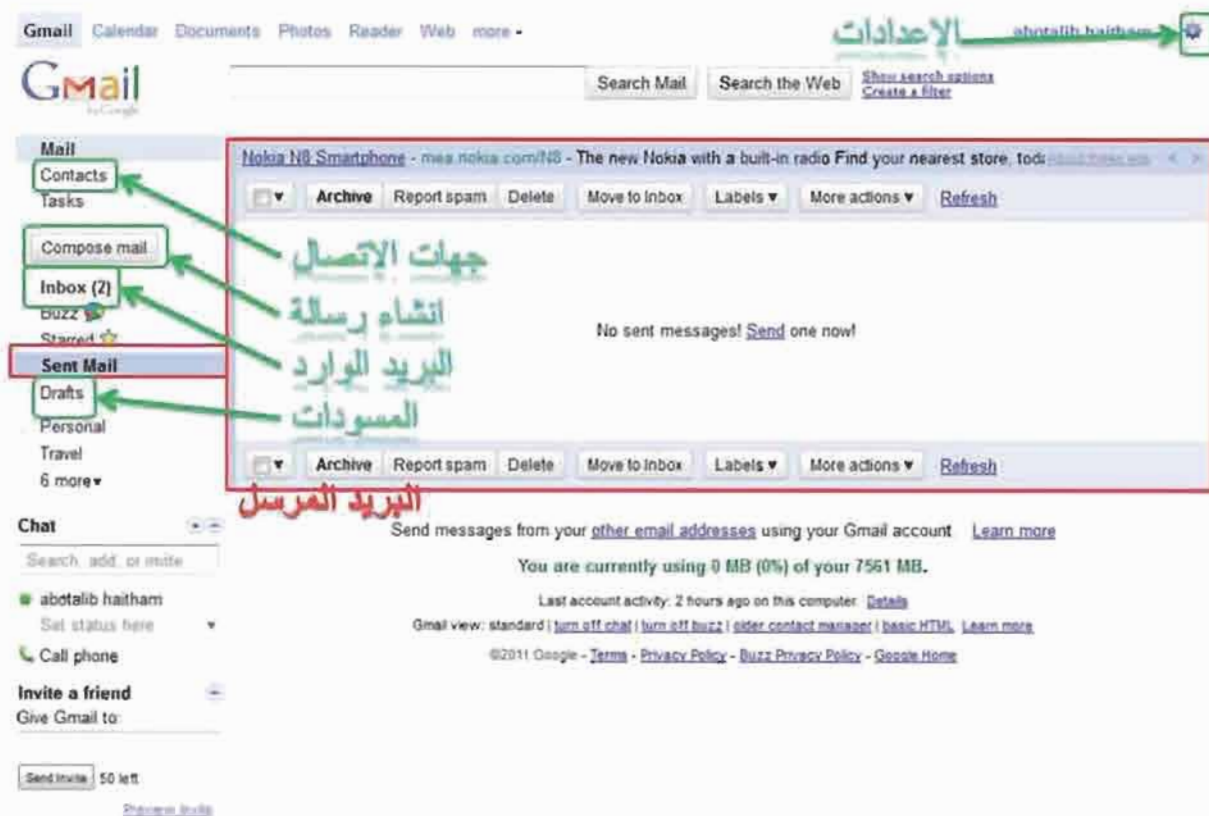 Gmail Calendar Documents Photos Reader Web more
الإعدادات
abotalib haitham
Gmail
by Google
Search Mail Search the Web
Show search options
Create a filter
Mail
Contacts
Tasks
Compose mail
Inbox (2)
Buzz
Starred
Sent Mail
Drafts
Personal
Travel
6 more
Nokia N8 Smartphone - mea.nokia.com/N8 - The new Nokia with a built-in radio Find your nearest store,
Archive Report spam Delete Move to Inbox Labels More actions Refresh
جهات الإتصال
انشاء رسالة
البريد الوارد
المسودات
No sent messages! Send one now!
Archive Report spam Delete Move to Inbox Labels More actions Refresh
البريد المرسل
Chat
Search, add, or invite
abotalib haitham
Set status here
Call phone
Invite a friend
Give Gmail to:
Send Invite 50 left
Preview Invite
Send messages from your other email addresses using your Gmail account Learn more
You are currently using 0 MB (0%) of your 7561 MB.
Last account activity: 2 hours ago on this computer. Details
Gmail view: standard | turn off chat | turn off buzz | older contact manager | basic HTML Learn more
©2011 Google - Terms - Privacy Policy - Buzz Privacy Policy - Google Home